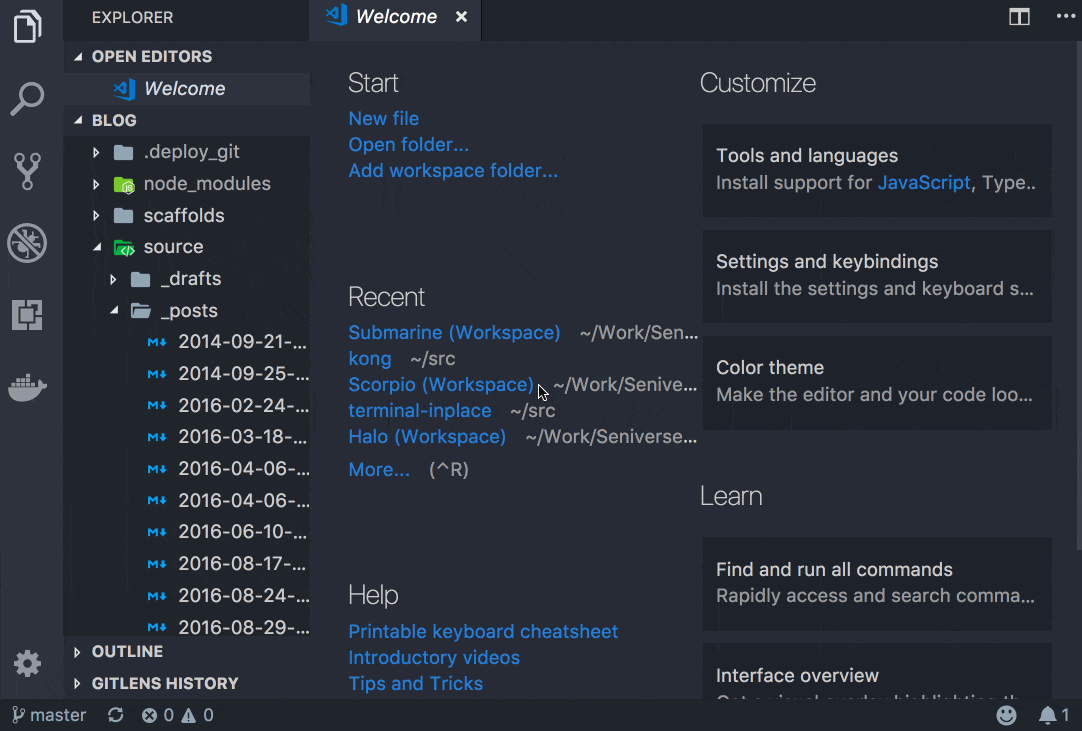 EXPLORER
OPEN EDITORS
Welcome
BLOG
.deploy_git
node_modules
scaffolds
source
_drafts
_posts
2014-09-21-...
2014-09-25-...
2016-02-24-...
2016-03-18-...
2016-04-06-...
2016-04-06-...
2016-06-10-...
2016-08-17-...
2016-08-24-...
2016-08-29-...
OUTLINE
GITLENS HISTORY
Welcome
Start
New file
Open folder...
Add workspace folder...
Recent
Submarine (Workspace) ~/Work/Sen...
kong ~/src
Scorpio (Workspace) ~/Work/Senive...
terminal-inplace ~/src
Halo (Workspace) ~/Work/Seniverse...
More... (^R)
Help
Printable keyboard cheatsheet
Introductory videos
Tips and Tricks
Customize
Tools and languages
Install support for JavaScript, Type..
Settings and keybindings
Install the settings and keyboard s...
Color theme
Make the editor and your code loo...
Learn
Find and run all commands
Rapidly access and search comma...
Interface overview
master 0 0 1